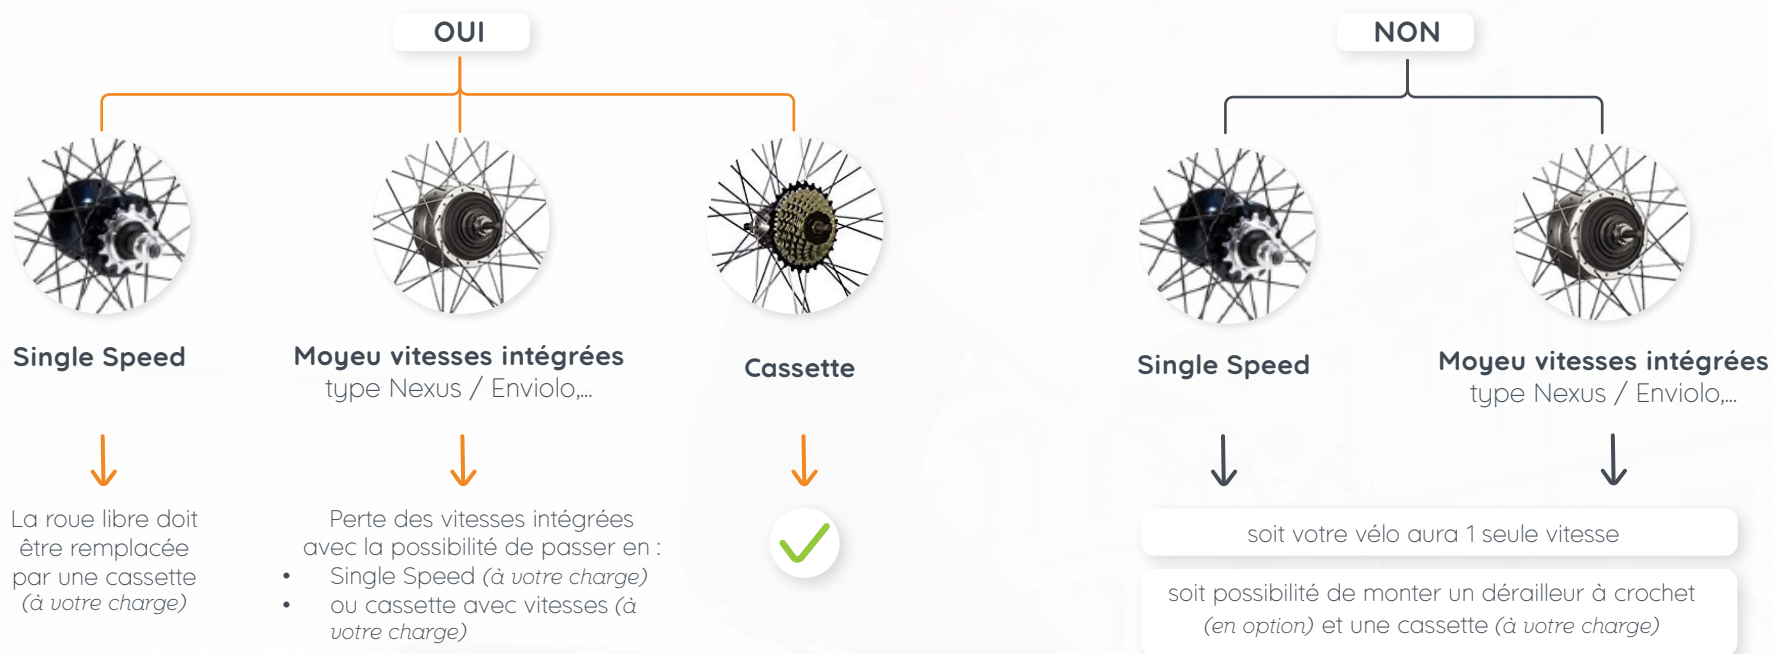 OUI
Single Speed
La roue libre doit
être remplacée
par une cassette
(à votre charge)
Moyeu vitesses intégrées
type Nexus / Enviolo,...
Perte des vitesses intégrées
avec la possibilité de passer en :
• Single Speed (à votre charge)
• ou cassette avec vitesses (à
votre charge)
Cassette
NON
Single Speed
Moyeu vitesses intégrées
type Nexus / Enviolo,...
soit votre vélo aura 1 seule vitesse
soit possibilité de monter un dérailleur à crochet
(en option) et une cassette (à votre charge)